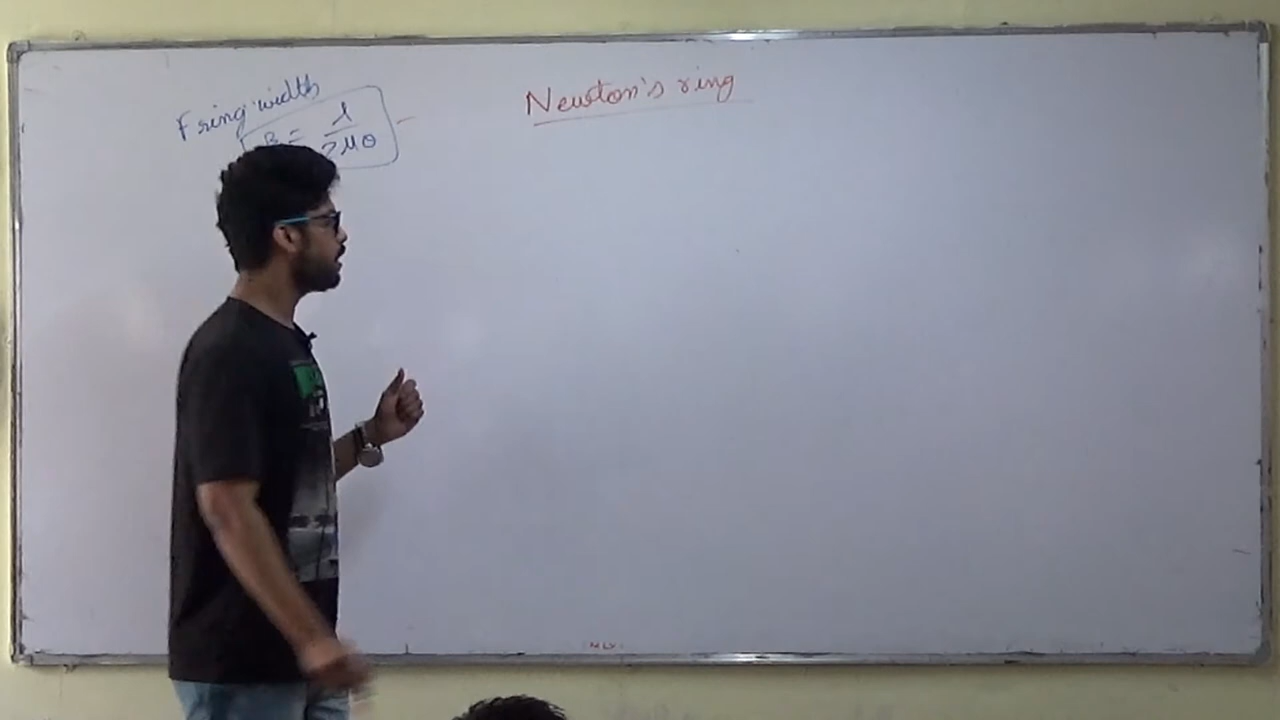 Fring width
β = λ/2μθ
Newton's ring